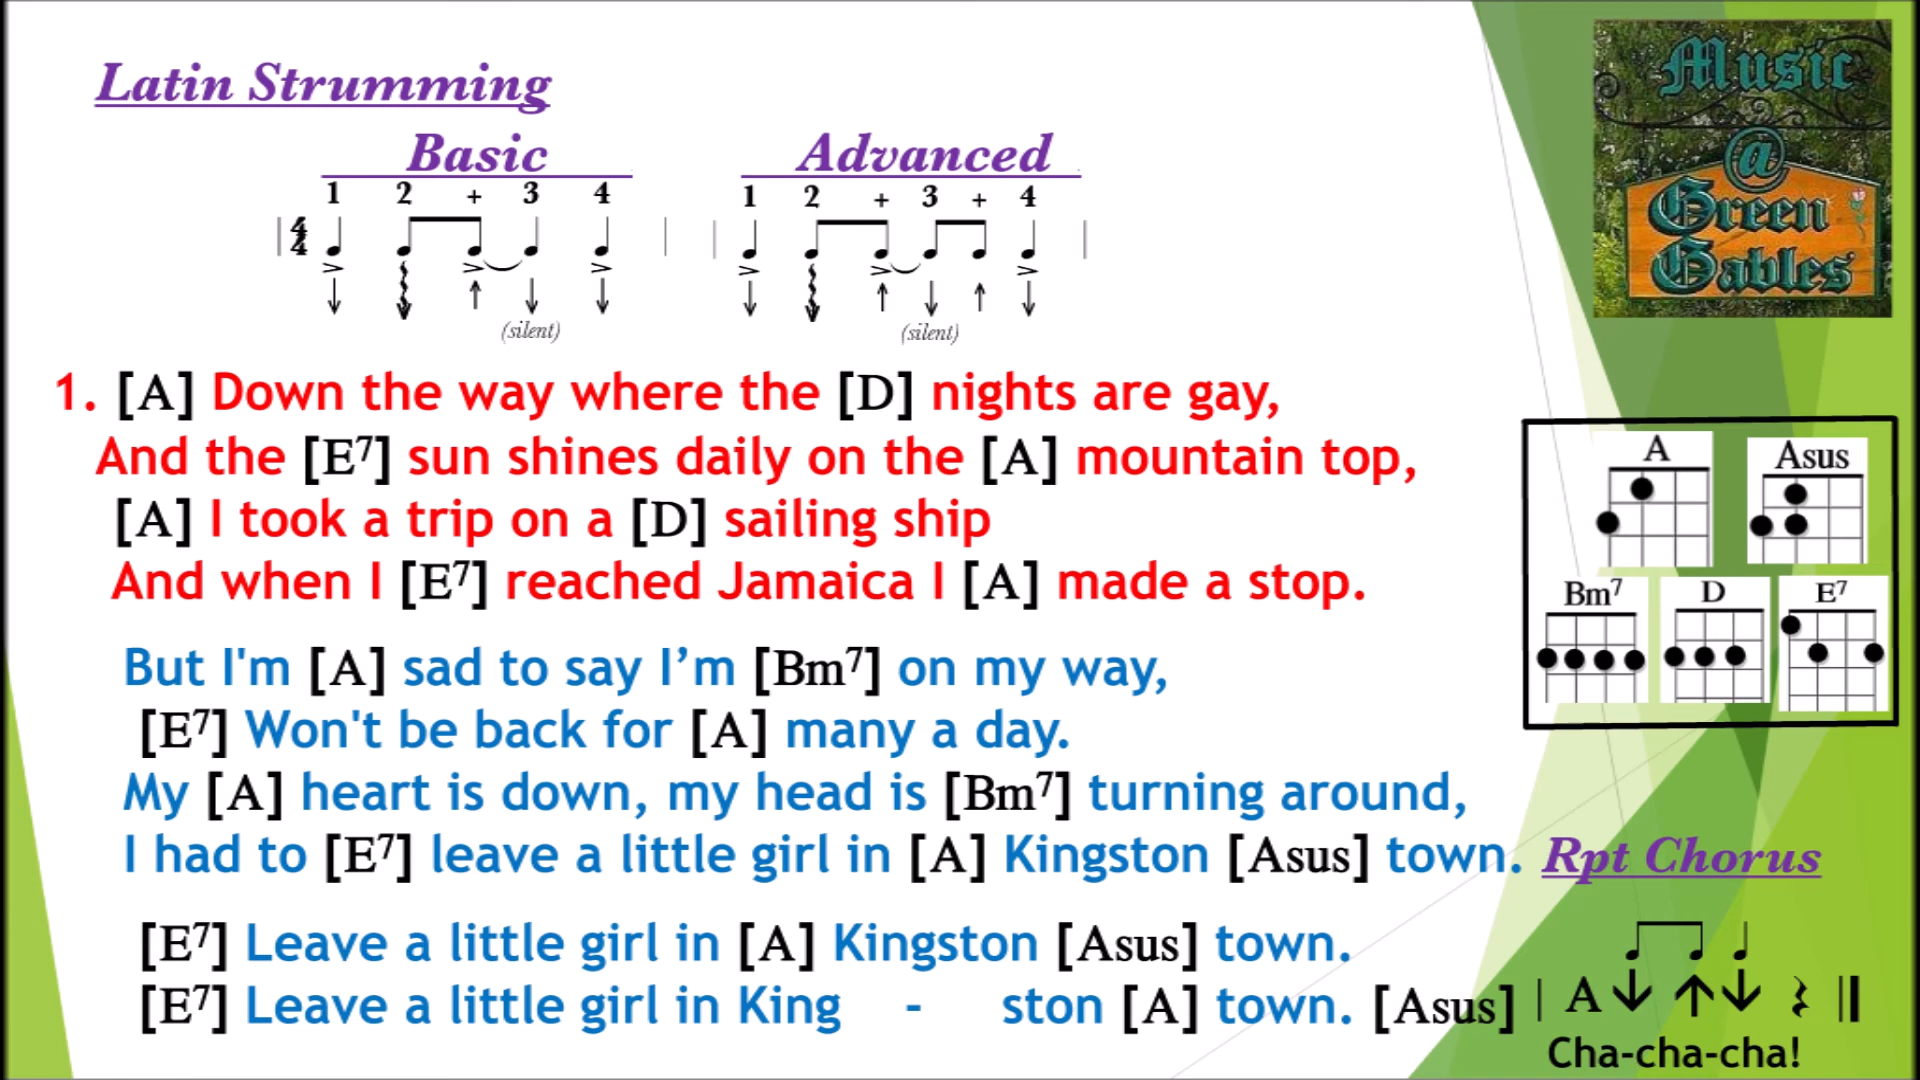 Latin Strumming
Basic Advanced
1 2 + 3 4 1 2 + 3 + 4
4
4
(silent) (silent)
Music
@
Green
Gables
1. [A] Down the way where the [D] nights are gay,
And the [E7] sun shines daily on the [A] mountain top,
[A] I took a trip on a [D] sailing ship
And when I [E7] reached Jamaica I [A] made a stop.
A Asus
Bm7 D E7
But I'm [A] sad to say I’m [Bm7] on my way,
[E7] Won't be back for [A] many a day.
My [A] heart is down, my head is [Bm7] turning around,
I had to [E7] leave a little girl in [A] Kingston [Asus] town. Rpt Chorus
[E7] Leave a little girl in [A] Kingston [Asus] town.
[E7] Leave a little girl in King - ston [A] town. [Asus] | A ↓ ↑ ↓ 𝄽 ‖
Cha-cha-cha!